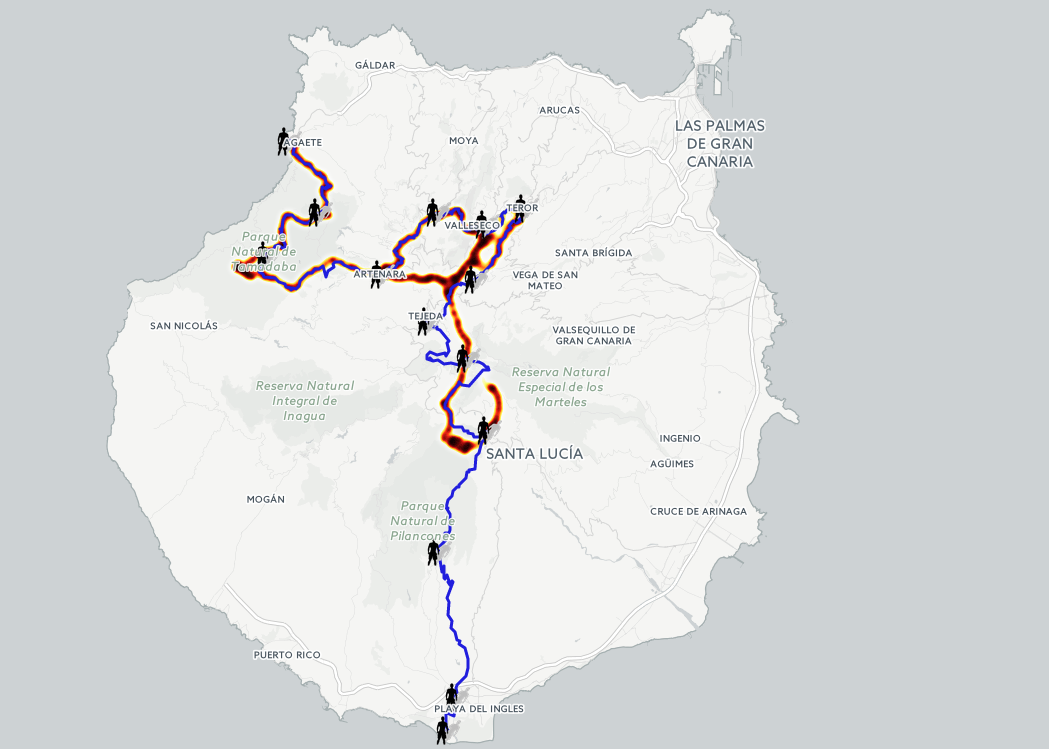 GÁLDAR
ARUCAS
LAS PALMAS
DE GRAN
CANARIA
AGAETE
MOYA
TEROR
VALLESECO
Parque
Natural de
Tamadaba
SANTA BRÍGIDA
ARTENARA
VEGA DE SAN
MATEO
TEJEDA
SAN NICOLÁS
VALSEQUILLO DE
GRAN CANARIA
Reserva Natural
Integral de
Inagua
Reserva Natural
Especial de los
Marteles
INGENIO
SANTA LUCÍA
AGÜIMES
MOGÁN
Parque
Natural de
Pilancones
CRUCE DE ARINAGA
PUERTO RICO
PLAYA DEL INGLES